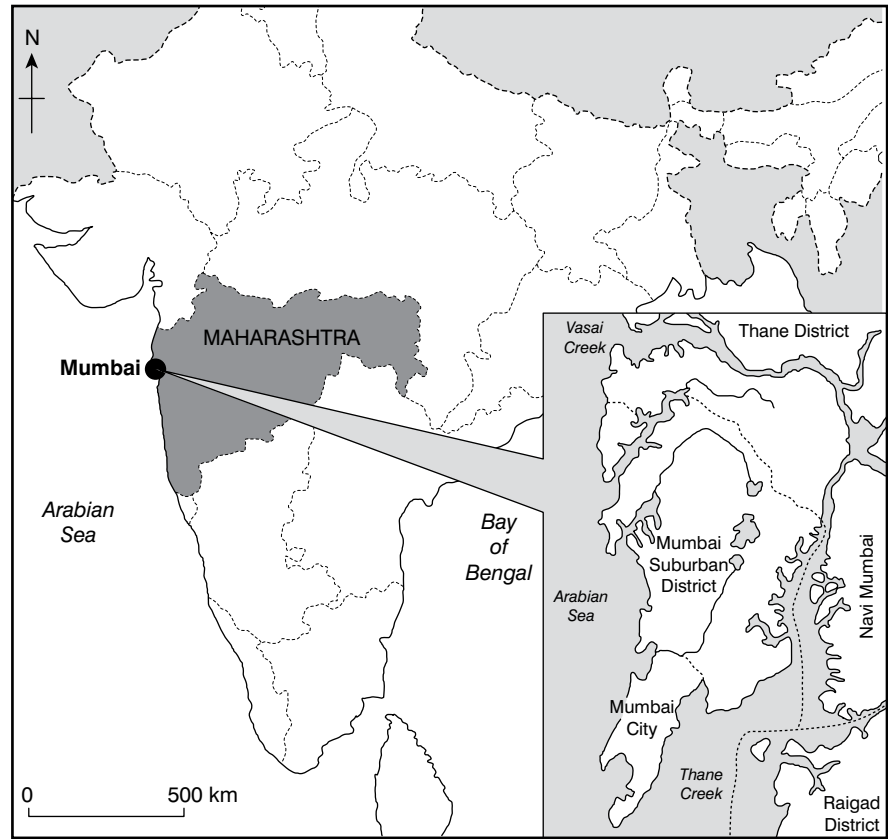 N
MAHARASHTRA
Mumbai
Arabian
Sea
Bay
of
Bengal
0 500 km
Vasai
Creek
Thane District
Mumbai
Suburban
District
Navi Mumbai
Arabian
Sea
Mumbai
City
Thane
Creek
Raigad
District